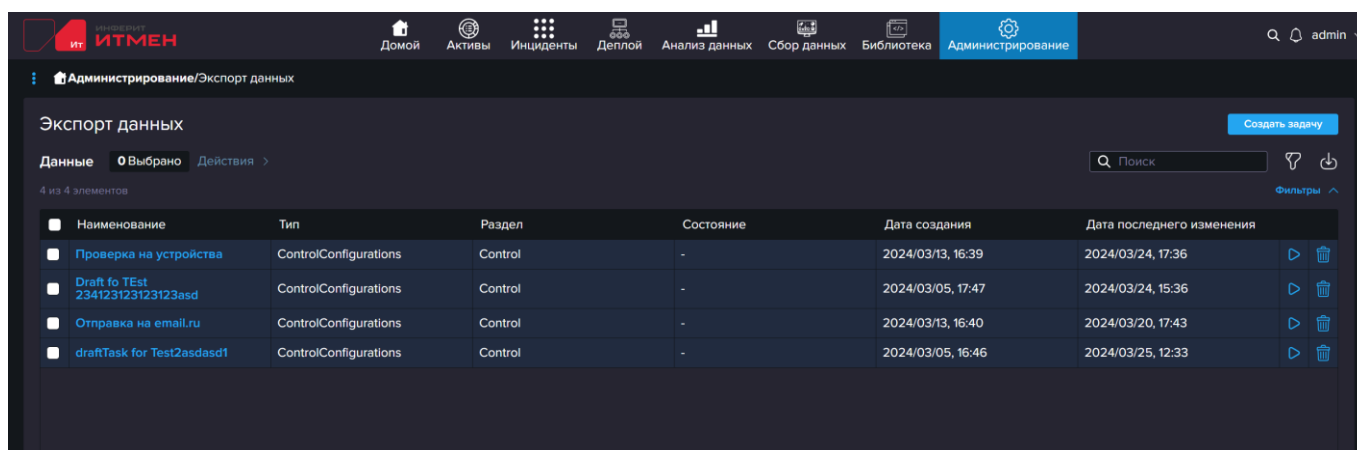 ИНФЕРИТ
ИТ ИТМЕН
Домой Активы Инциденты Деплой Анализ данных Сбор данных Библиотека Администрирование admin
Администрирование/Экспорт данных
Экспорт данных Создать задачу
Данные 0 Выбрано Действия > Поиск
4 из 4 элементов Фильтры
Наименование Тип Раздел Состояние Дата создания Дата последнего изменения
Проверка на устройства ControlConfigurations Control - 2024/03/13, 16:39 2024/03/24, 17:36
Draft fo TEst
234123123123123asd ControlConfigurations Control - 2024/03/05, 17:47 2024/03/24, 15:36
Отправка на email.ru ControlConfigurations Control - 2024/03/13, 16:40 2024/03/20, 17:43
draftTask for Test2asdasd1 ControlConfigurations Control - 2024/03/05, 16:46 2024/03/25, 12:33